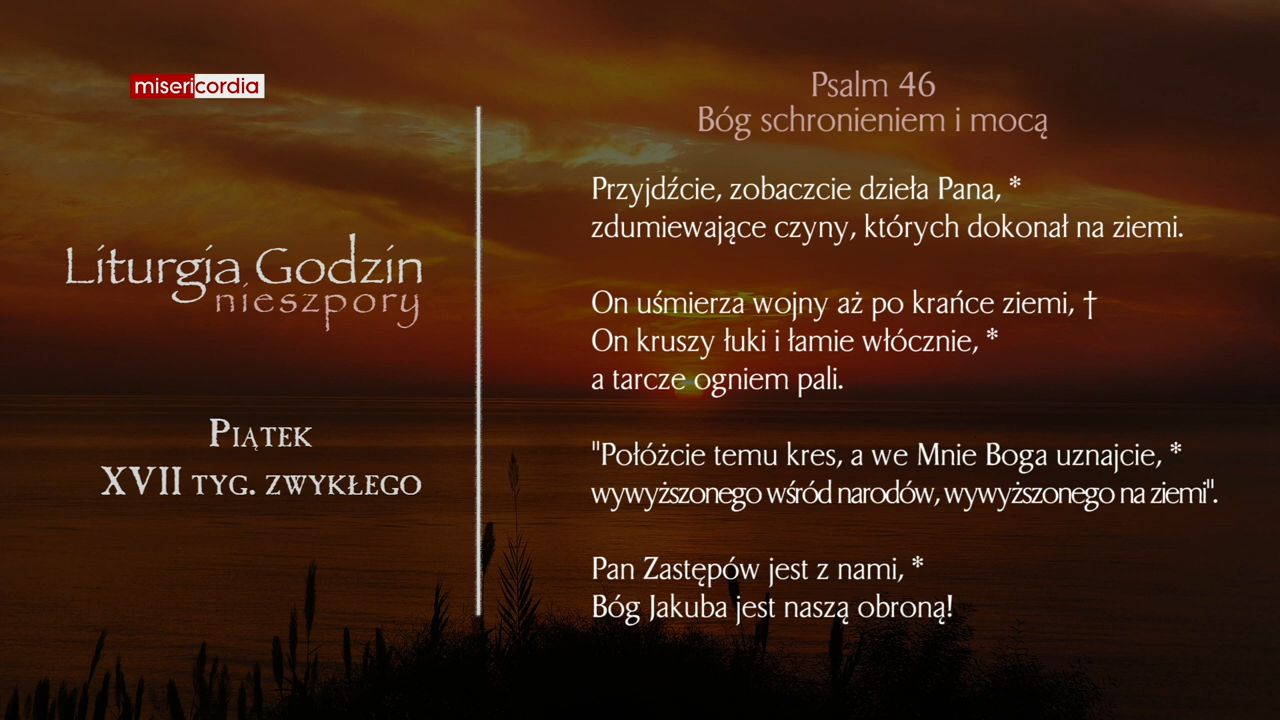 misericordia
Liturgia Godzin
nieszpory
Piątek
XVII tyg. zwykłego
Psalm 46
Bóg schronieniem i mocą
Przyjdźcie, zobaczcie dzieła Pana, *
zdumiewające czyny, których dokonał na ziemi.
On uśmierza wojny aż po krańce ziemi, †
On kruszy łuki i łamie włócznie, *
a tarcze ogniem pali.
"Połóżcie temu kres, a we Mnie Boga uznajcie, *
wywyższonego wśród narodów, wywyższonego na ziemi".
Pan Zastępów jest z nami, *
Bóg Jakuba jest naszą obroną!